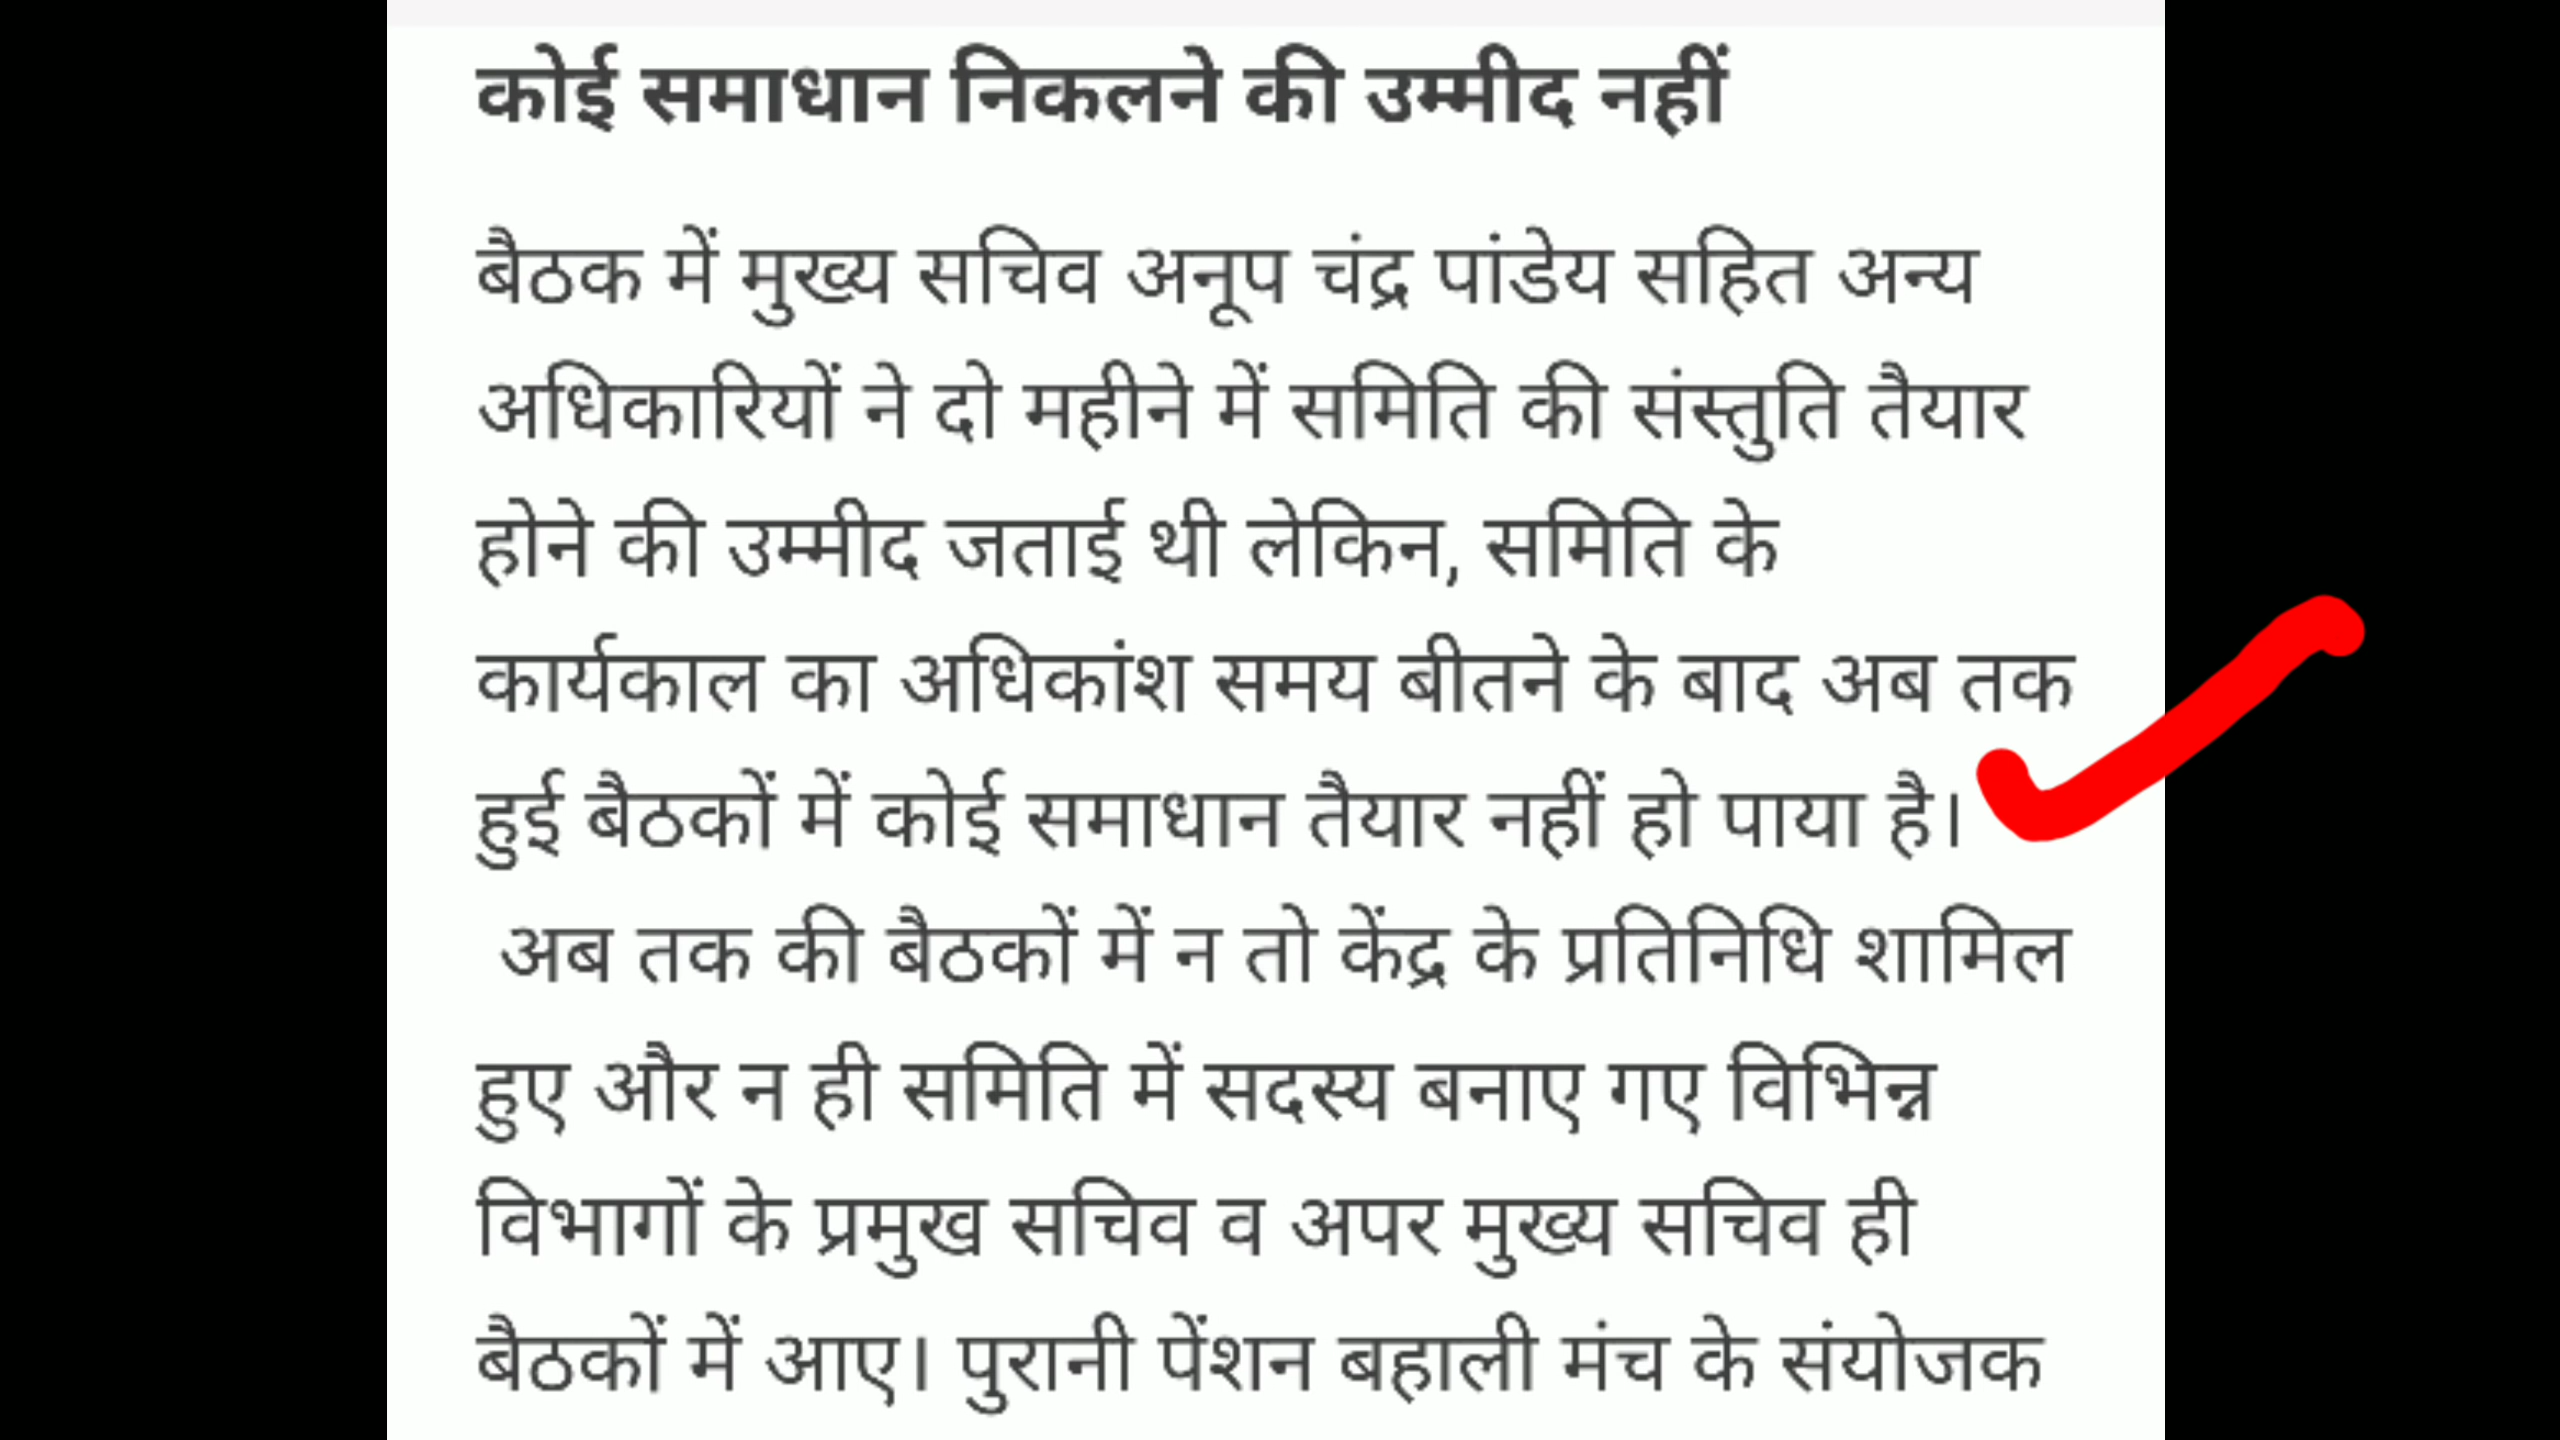 कोई समाधान निकलने की उम्मीद नहीं
बैठक में मुख्य सचिव अनूप चंद्र पांडेय सहित अन्य
अधिकारियों ने दो महीने में समिति की संस्तुति तैयार
होने की उम्मीद जताई थी लेकिन, समिति के
कार्यकाल का अधिकांश समय बीतने के बाद अब तक
हुई बैठकों में कोई समाधान तैयार नहीं हो पाया है।
अब तक की बैठकों में न तो केंद्र के प्रतिनिधि शामिल
हुए और न ही समिति में सदस्य बनाए गए विभिन्न
विभागों के प्रमुख सचिव व अपर मुख्य सचिव ही
बैठकों में आए। पुरानी पेंशन बहाली मंच के संयोजक